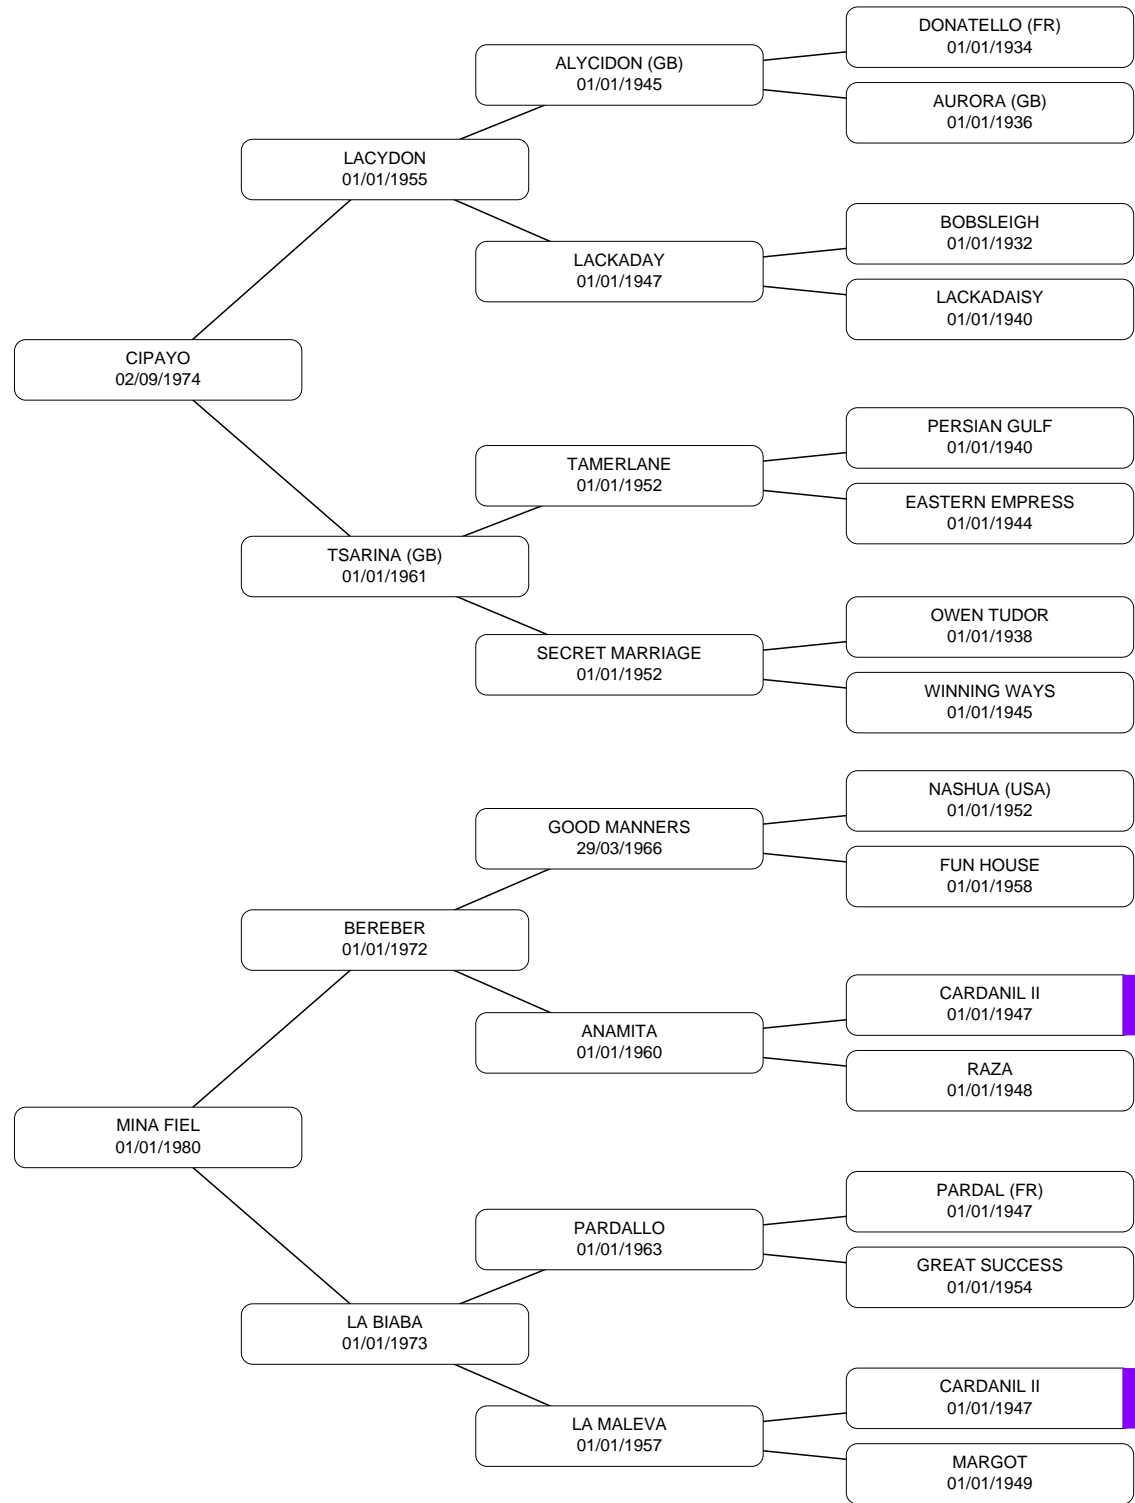 DONATELLO (FR)
01/01/1934
ALYCIDON (GB)
01/01/1945
AURORA (GB)
01/01/1936
LACYDON
01/01/1955
BOBSLEIGH
01/01/1932
LACKADAY
01/01/1947
LACKADAISY
01/01/1940
CIPAYO
02/09/1974
PERSIAN GULF
01/01/1940
TAMERLANE
01/01/1952
EASTERN EMPRESS
01/01/1944
TSARINA (GB)
01/01/1961
OWEN TUDOR
01/01/1938
SECRET MARRIAGE
01/01/1952
WINNING WAYS
01/01/1945
NASHUA (USA)
01/01/1952
GOOD MANNERS
29/03/1966
FUN HOUSE
01/01/1958
BEREBER
01/01/1972
CARDANIL II
01/01/1947
ANAMITA
01/01/1960
RAZA
01/01/1948
MINA FIEL
01/01/1980
PARDAL (FR)
01/01/1947
PARDALLO
01/01/1963
GREAT SUCCESS
01/01/1954
LA BIABA
01/01/1973
CARDANIL II
01/01/1947
LA MALEVA
01/01/1957
MARGOT
01/01/1949